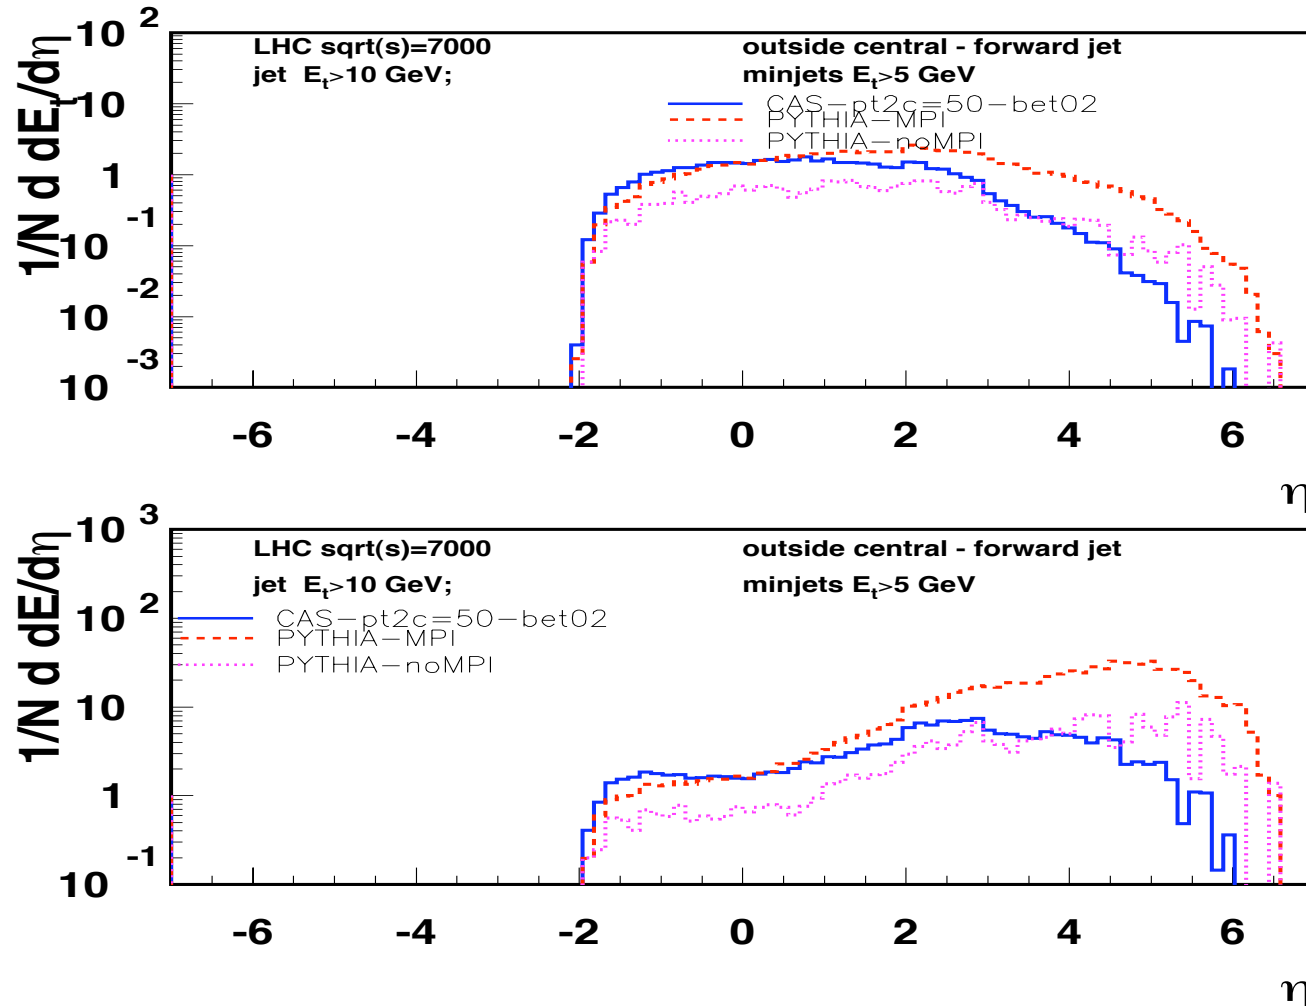 10 2
LHC sqrt(s)=7000 outside central - forward jet
jet Et>10 GeV; minjets Et>5 GeV
10
CAS-pt2c=50-bet02
PYTHIA-MPI
PYTHIA-noMPI
1
10 -1
10 -2
10 -3
1/N d dEt/dη
-6 -4 -2 0 2 4 6
η
10 3
LHC sqrt(s)=7000 outside central - forward jet
jet Et>10 GeV; minjets Et>5 GeV
10 2
CAS-pt2c=50-bet02
PYTHIA-MPI
PYTHIA-noMPI
10
1
10 -1
1/N d dE/dη
-6 -4 -2 0 2 4 6
η